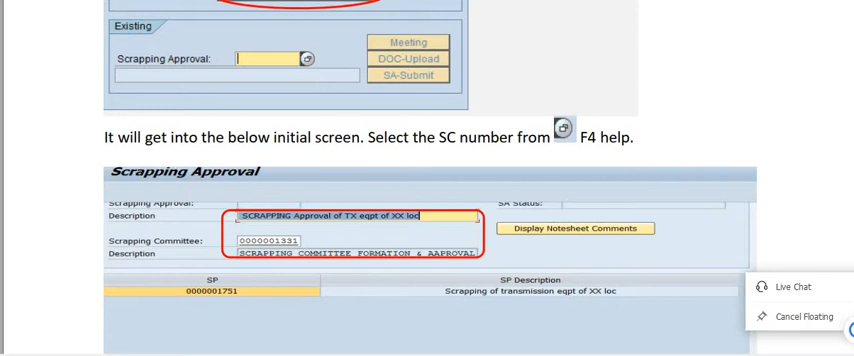 Existing
Scrapping Approval:
Meeting
DOC-Upload
SA-Submit
It will get into the below initial screen. Select the SC number from F4 help.
Scrapping Approval
Scrapping Approval: SA Status:
Description SCRAPPING Approval of TX eqpt of XX loc
Display Notesheet Comments
Scrapping Committee: 0000001331
Description SCRAPPING COMMITTEE FORMATION & AAPROVAL
SP SP Description
0000001751 Scrapping of transmission eqpt of XX loc
Live Chat
Cancel Floating